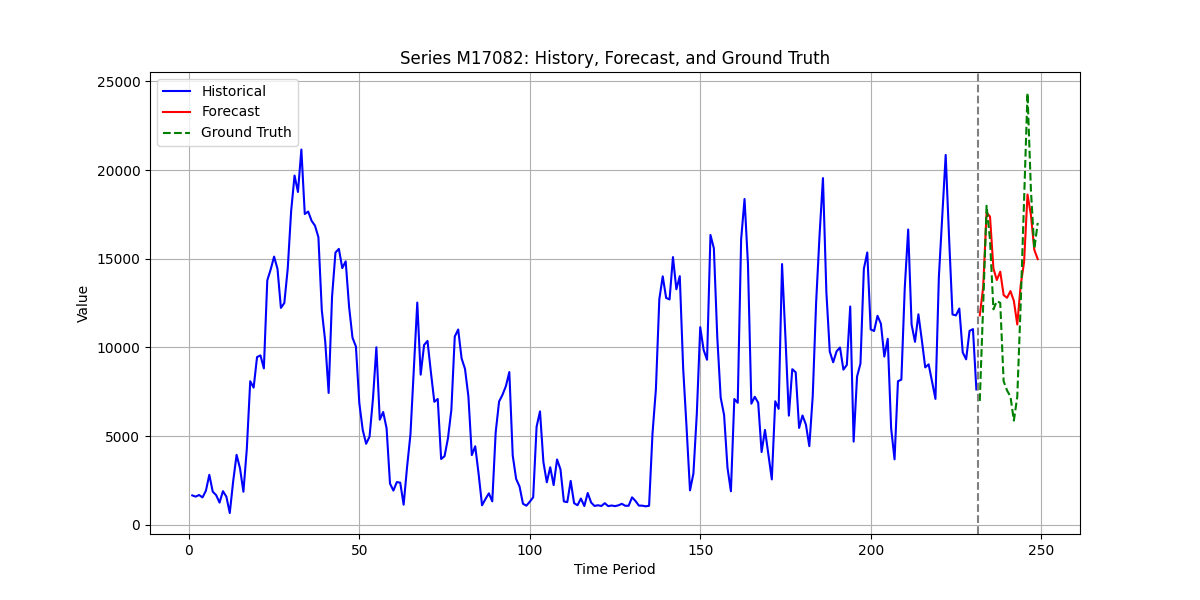 Series M17082: History, Forecast, and Ground Truth
25000
20000
15000
10000
5000
0
Value
Historical
Forecast
Ground Truth
0 50 100 150 200 250
Time Period